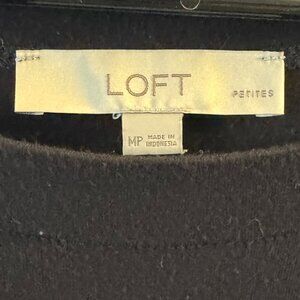 LOFT
PETITES
MP
MADE IN
INDONESIA